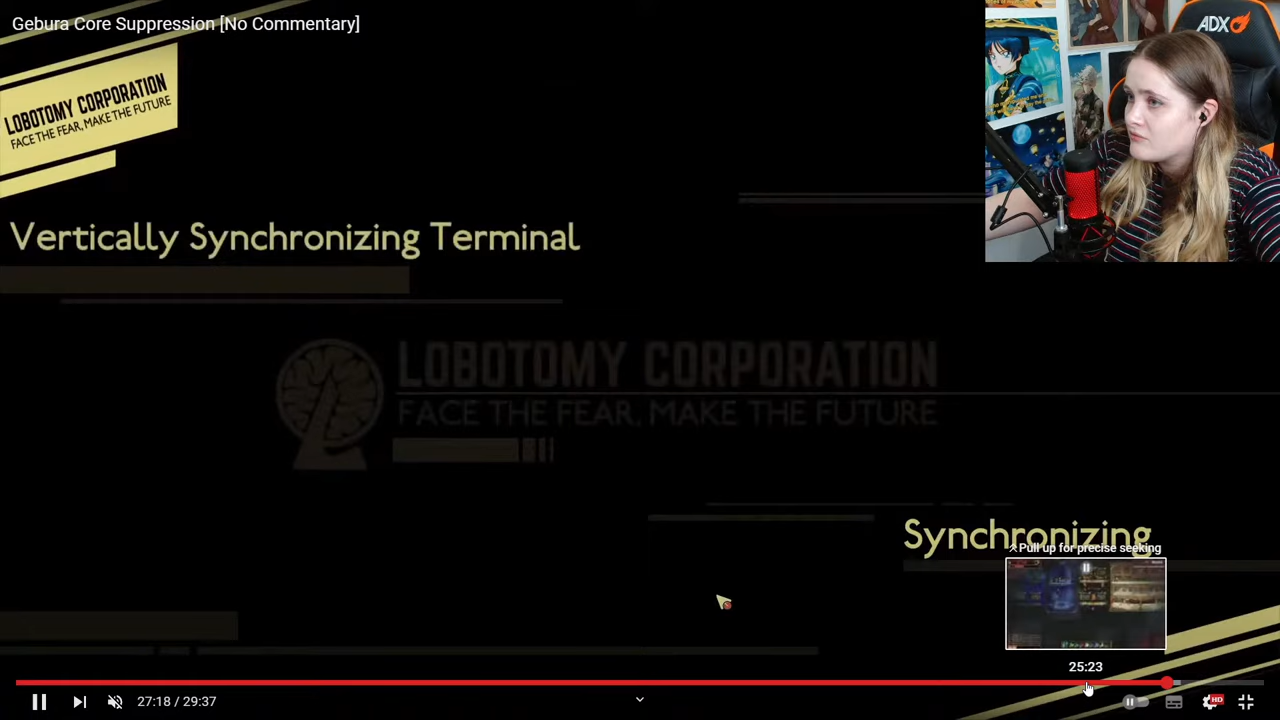 Gebura Core Suppression [No Commentary]
ADX
LOBOTOMY CORPORATION
FACE THE FEAR, MAKE THE FUTURE
Vertically Synchronizing Terminal
LOBOTOMY CORPORATION
FACE THE FEAR, MAKE THE FUTURE
Synchronizing
Pull up for precise seeking
25:23
27:18 / 29:37
HD